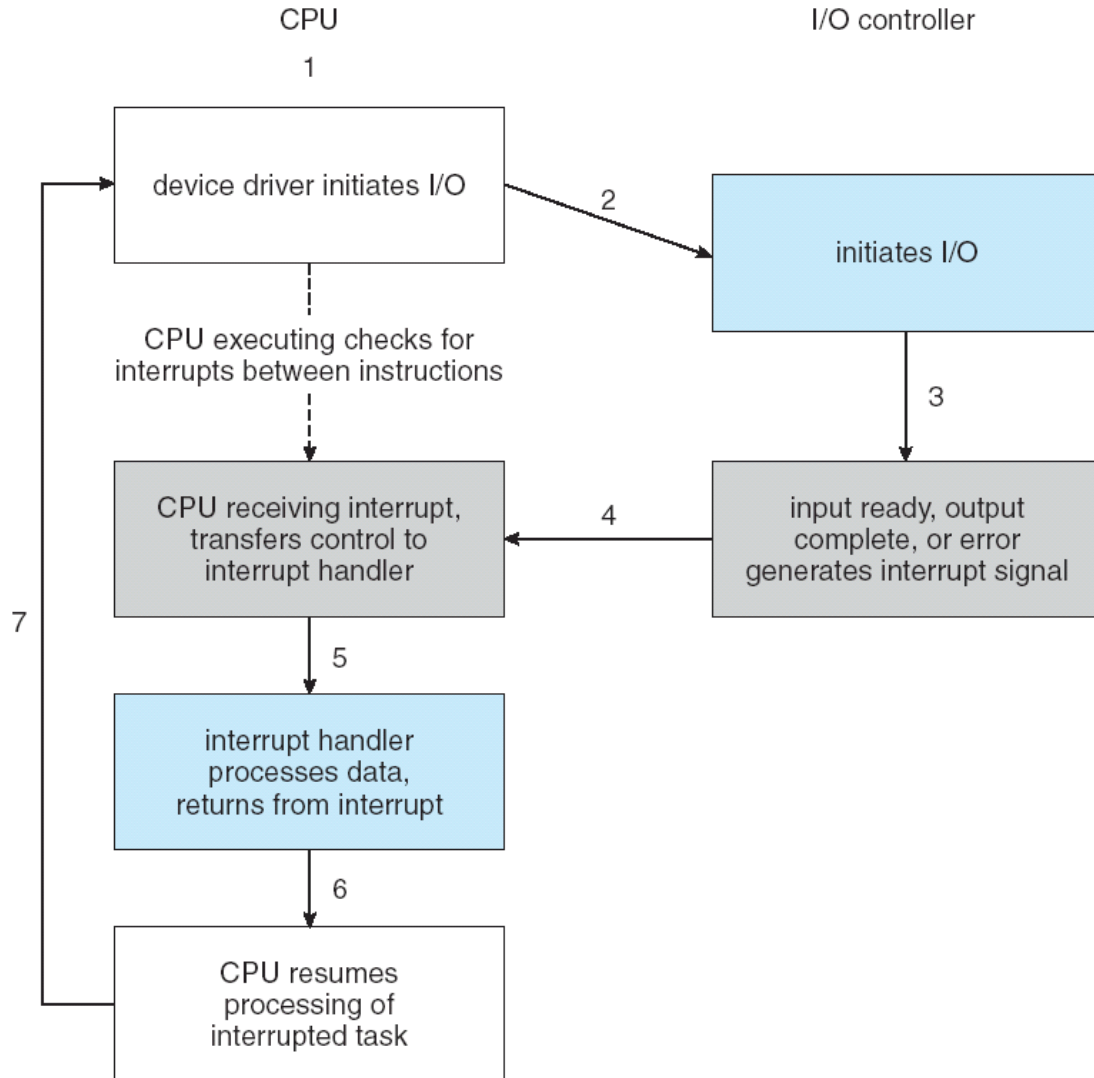 CPU
I/O controller
1
device driver initiates I/O
2
initiates I/O
CPU executing checks for
interrupts between instructions
3
CPU receiving interrupt,
transfers control to
interrupt handler
4
input ready, output
complete, or error
generates interrupt signal
7
5
interrupt handler
processes data,
returns from interrupt
6
CPU resumes
processing of
interrupted task